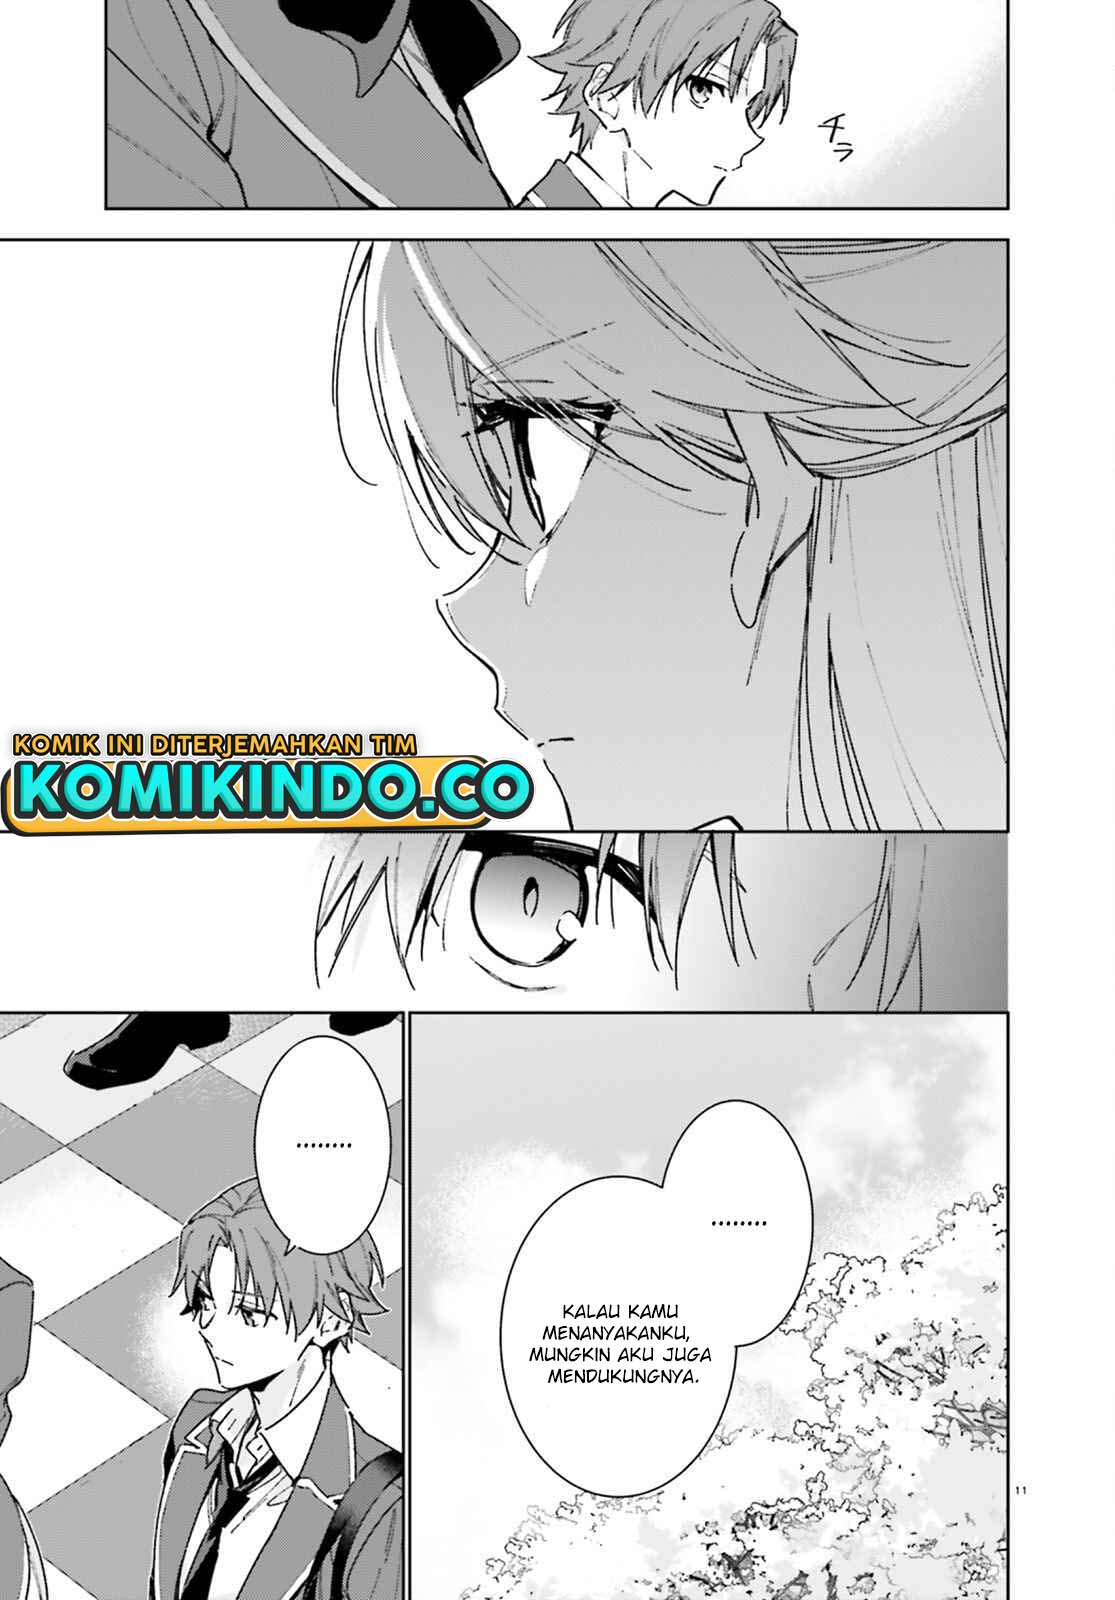 チラ
KOMIK INI DITERJEMAHKAN TIM
KOMIKINDO.CO
.........
.........
KALAU KAMU
MENANYAKANKU,
MUNGKIN AKU JUGA
MENDUKUNGNYA.
11